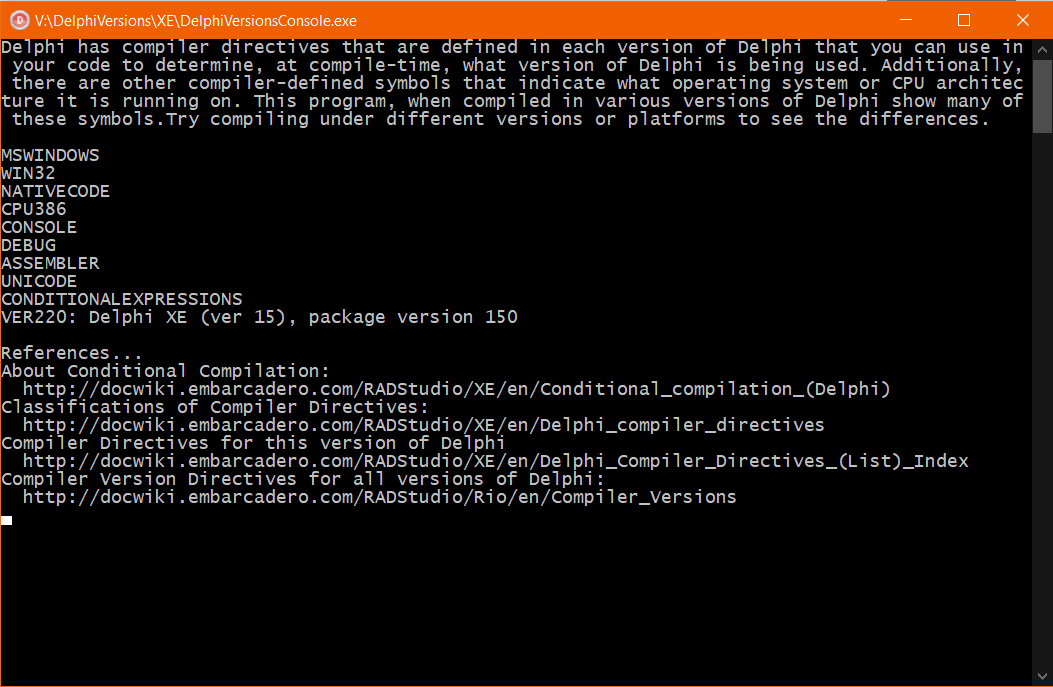 V:\DelphiVersions\XE\DelphiVersionsConsole.exe
Delphi has compiler directives that are defined in each version of Delphi that you can use in
your code to determine, at compile-time, what version of Delphi is being used. Additionally,
there are other compiler-defined symbols that indicate what operating system or CPU architec
ture it is running on. This program, when compiled in various versions of Delphi show many of
these symbols.Try compiling under different versions or platforms to see the differences.
MSWINDOWS
WIN32
NATIVECODE
CPU386
CONSOLE
DEBUG
ASSEMBLER
UNICODE
CONDITIONALEXPRESSIONS
VER220: Delphi XE (ver 15), package version 150
References...
About Conditional Compilation:
http://docwiki.embarcadero.com/RADStudio/XE/en/Conditional_compilation_(Delphi)
Classifications of Compiler Directives:
http://docwiki.embarcadero.com/RADStudio/XE/en/Delphi_compiler_directives
Compiler Directives for this version of Delphi
http://docwiki.embarcadero.com/RADStudio/XE/en/Delphi_Compiler_Directives_(List)_Index
Compiler Version Directives for all versions of Delphi:
http://docwiki.embarcadero.com/RADStudio/Rio/en/Compiler_Versions